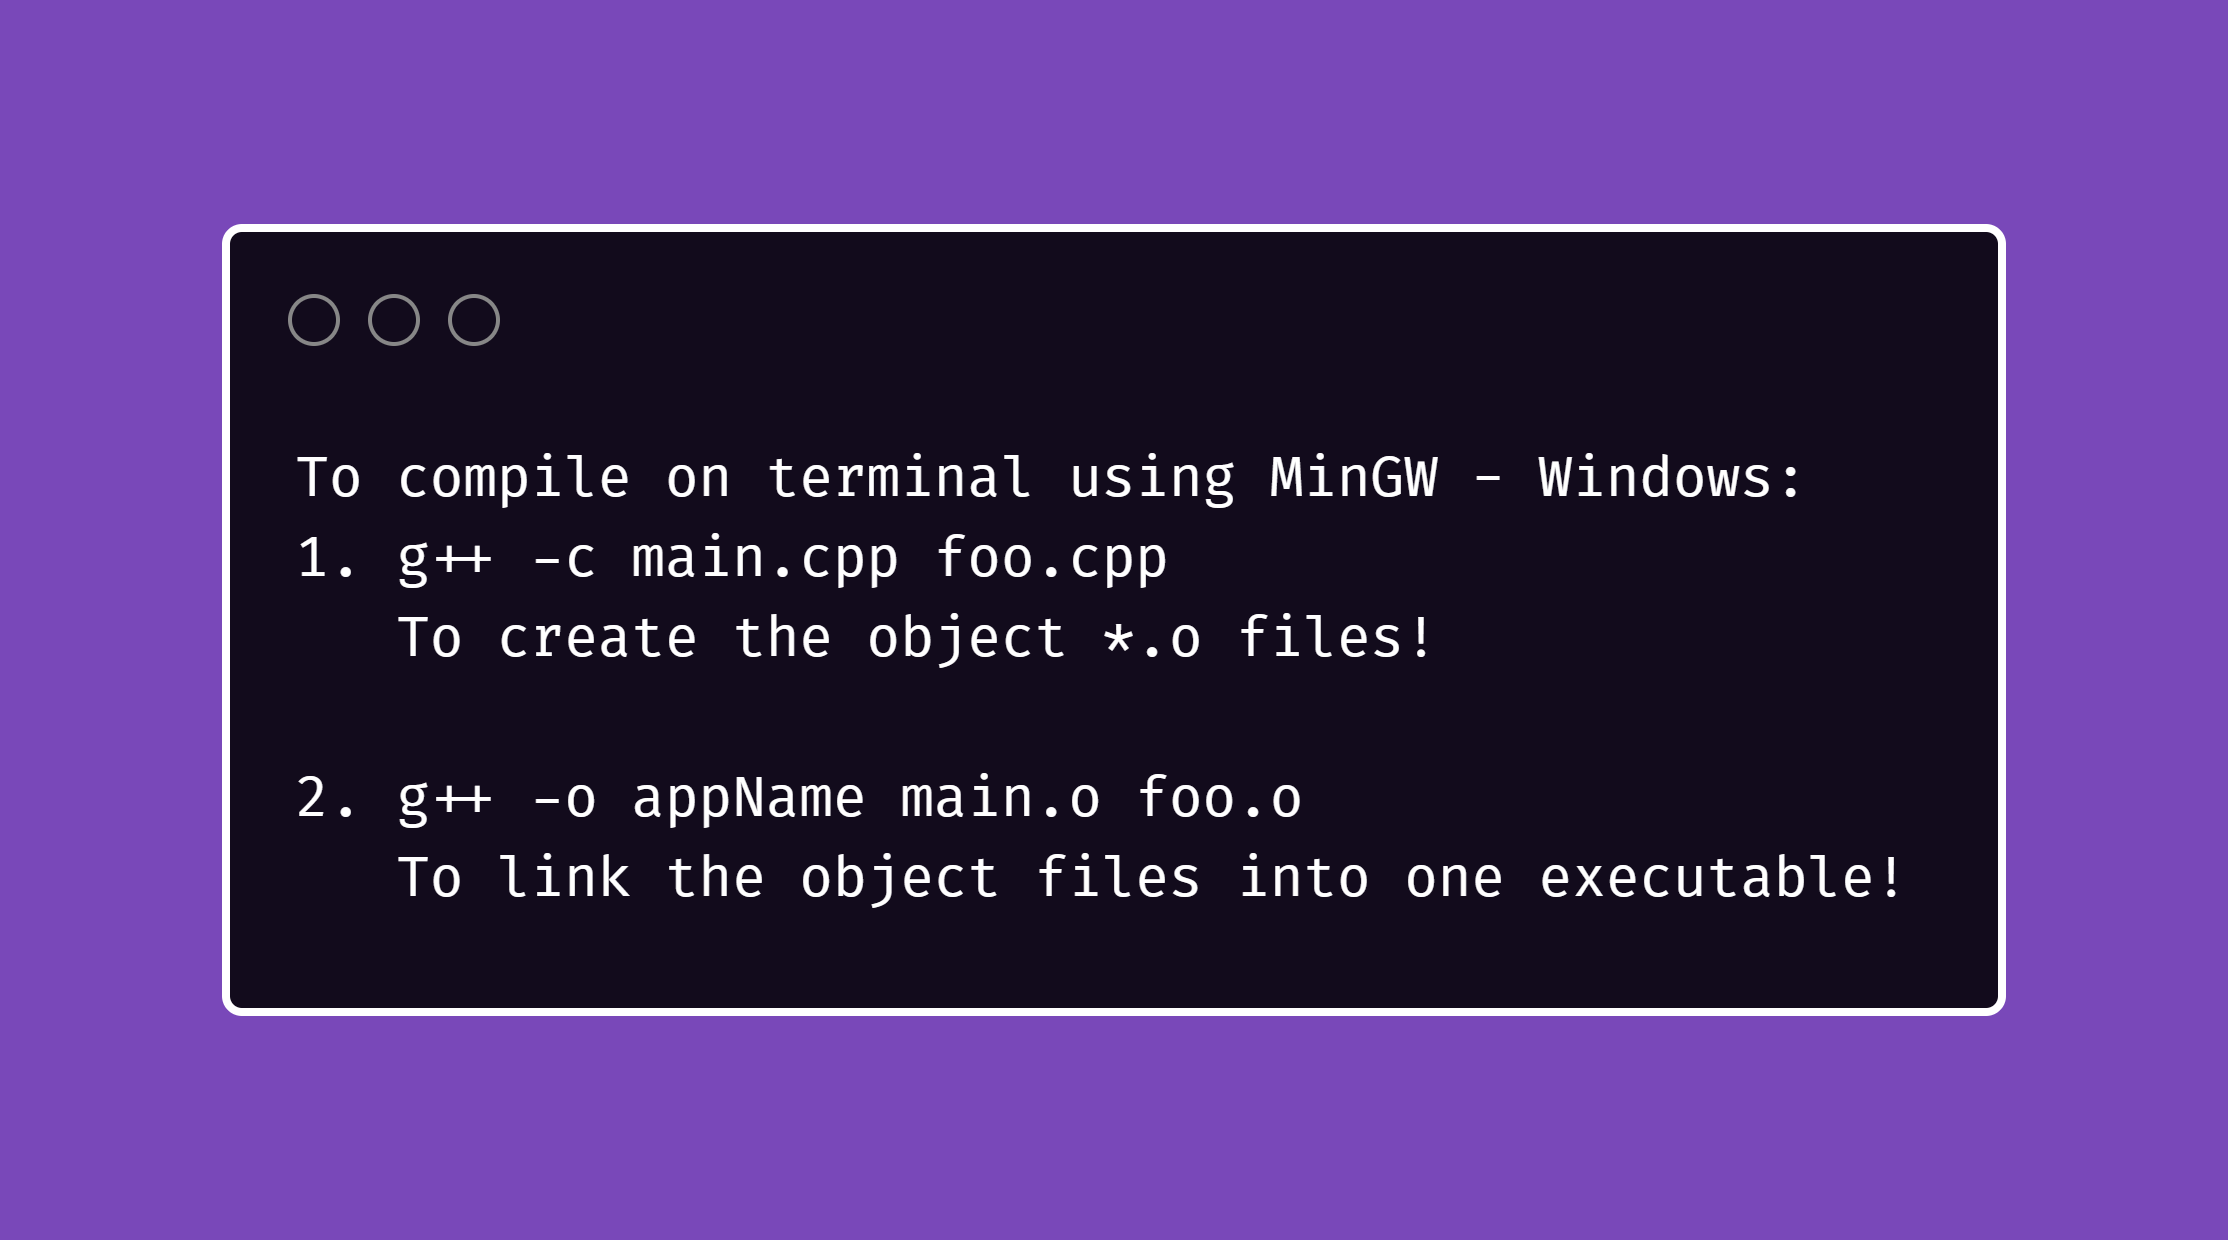 To compile on terminal using MinGW - Windows:
1. g++ -c main.cpp foo.cpp
To create the object *.o files!
2. g++ -o appName main.o foo.o
To link the object files into one executable!